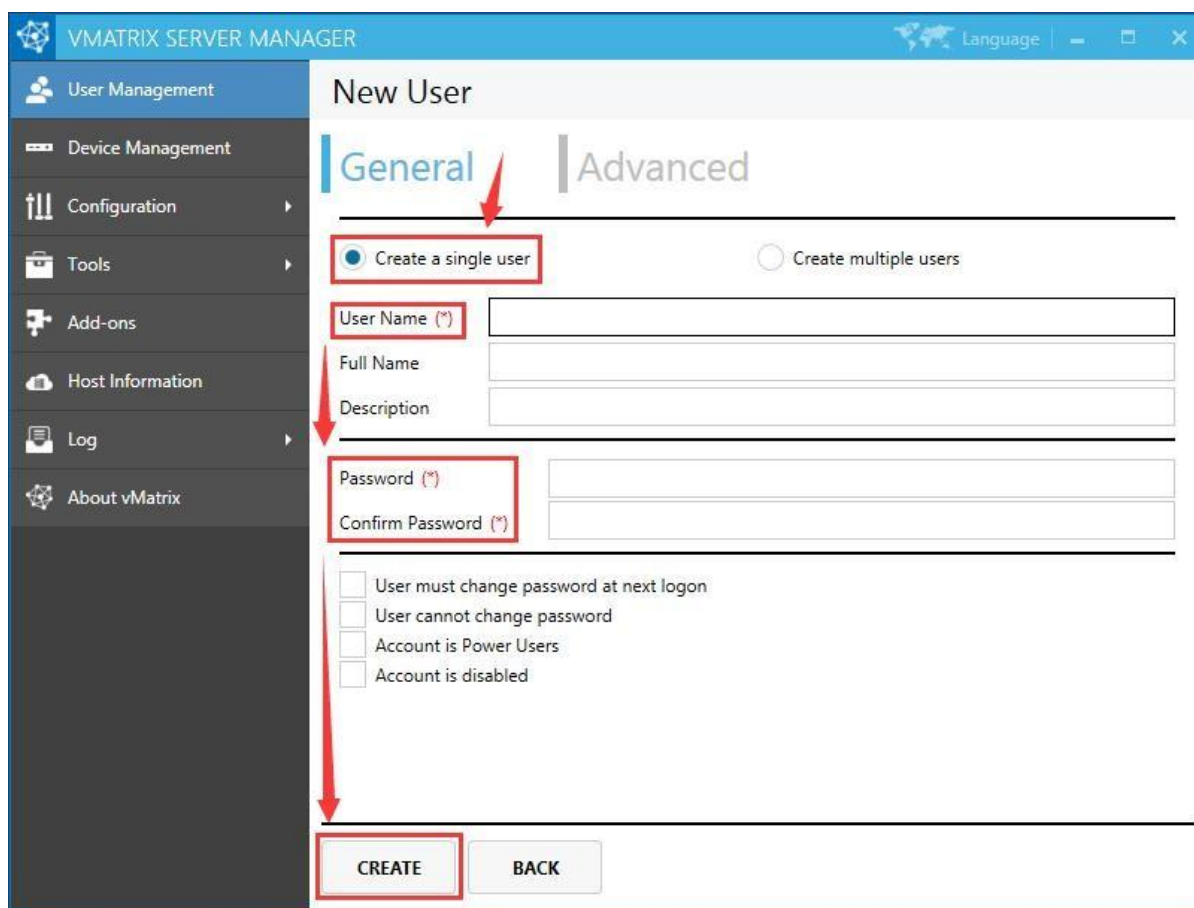 VMATRIX SERVER MANAGER
Language
User Management
Device Management
Configuration
Tools
Add-ons
Host Information
Log
About vMatrix
New User
General Advanced
Create a single user Create multiple users
User Name (*)
Full Name
Description
Password (*)
Confirm Password (*)
User must change password at next logon
User cannot change password
Account is Power Users
Account is disabled
CREATE BACK